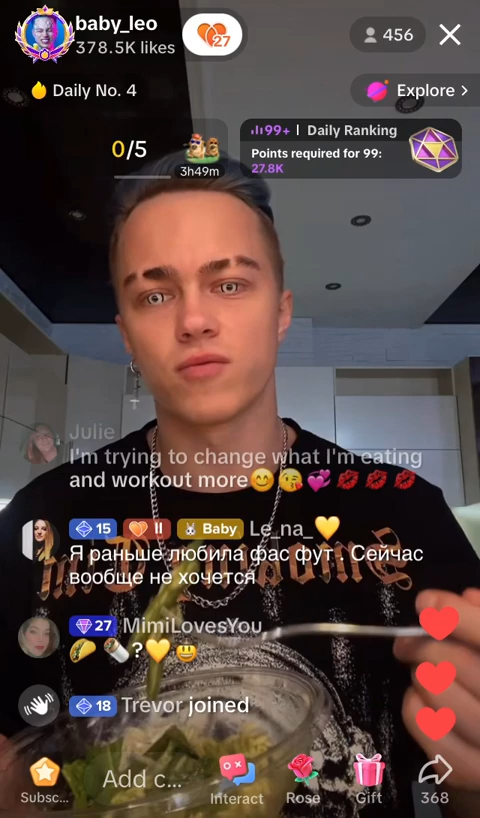 baby_leo
378.5K likes
27
456
Daily No. 4
Explore >
0/5
3h49m
99+ | Daily Ranking
Points required for 99:
27.8K
Julie
I'm trying to change what I'm eating
and workout more😊😘💞💋💋💋
15 II Baby Le_na_💛
Я раньше любила фас фут. Сейчас
вообще не хочется
27 MimiLovesYou
🌮🌯?💛😃
18 Trevor joined
Subsc...
Add c...
Interact
Rose
Gift
368